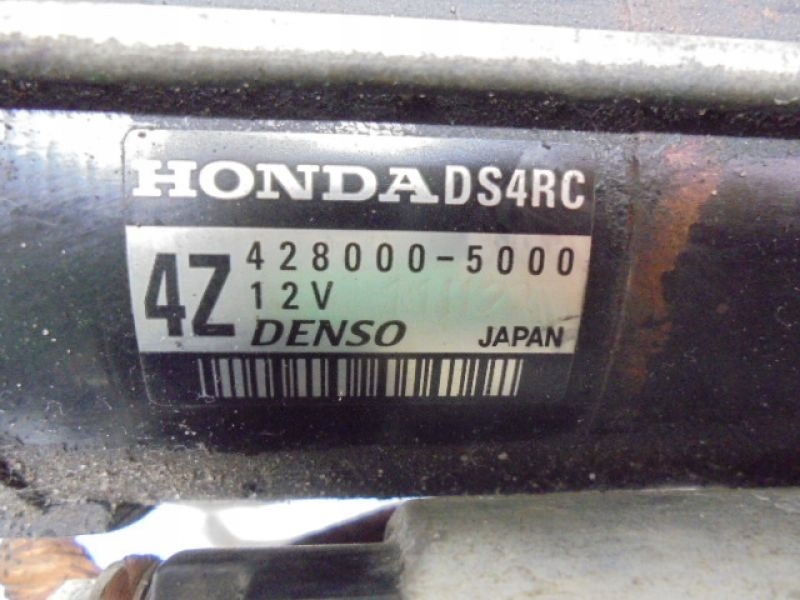 HONDA DS4RC
4Z 428000-5000
12V
DENSO JAPAN